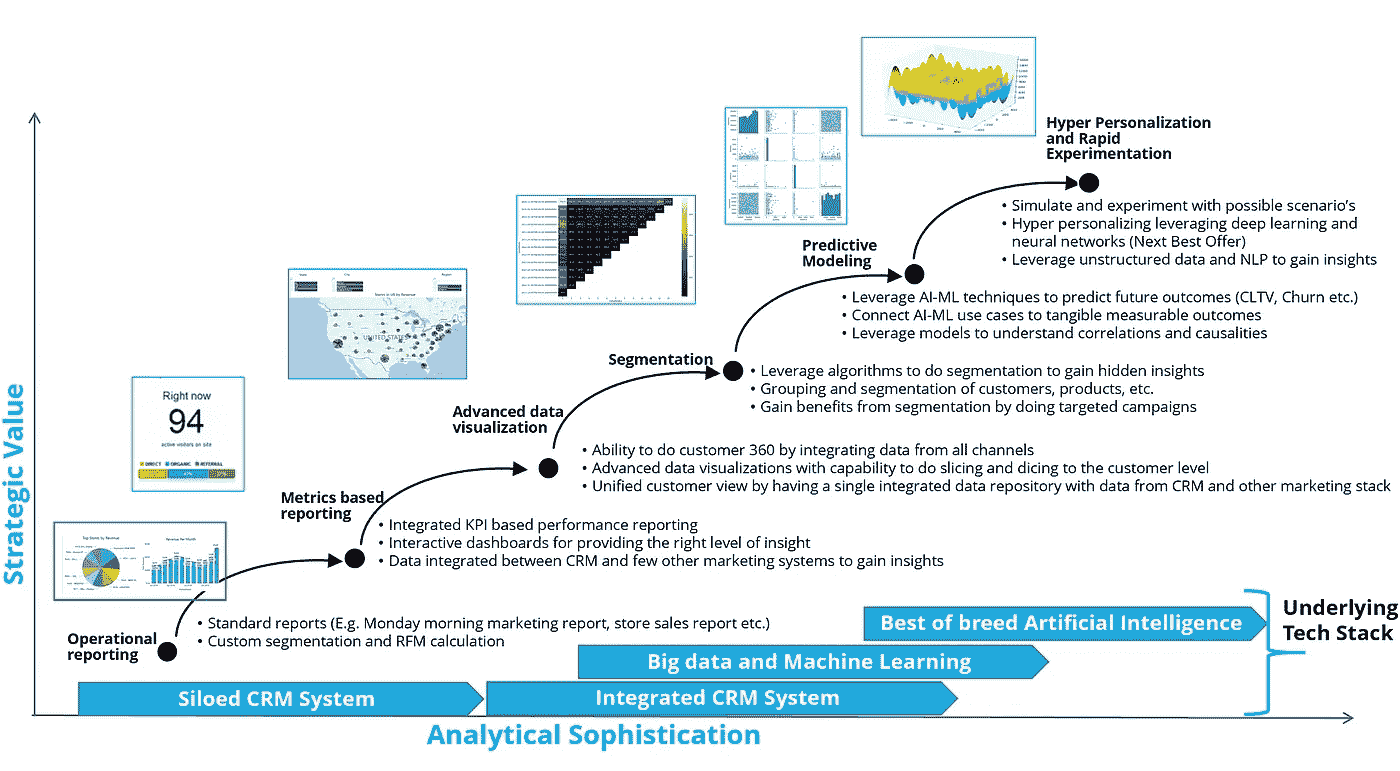 Hyper Personalization
and Rapid
Experimentation
• Simulate and experiment with possible scenario's
• Hyper personalizing leveraging deep learning and
neural networks (Next Best Offer)
• Leverage unstructured data and NLP to gain insights
Predictive
Modeling
• Leverage AI-ML techniques to predict future outcomes (CLTV, Churn etc.)
• Connect AI-ML use cases to tangible measurable outcomes
• Leverage models to understand correlations and causalities
Segmentation
• Leverage algorithms to do segmentation to gain hidden insights
• Grouping and segmentation of customers, products, etc.
• Gain benefits from segmentation by doing targeted campaigns
UNITED STATES
Advanced data
visualization
• Ability to do customer 360 by integrating data from all channels
• Advanced data visualizations with capability to do slicing and dicing to the customer level
• Unified customer view by having a single integrated data repository with data from CRM and other marketing stack
Right now
94
active visitors on site
DIRECT ORGANIC REFERRAL
Metrics based
reporting
• Integrated KPI based performance reporting
• Interactive dashboards for providing the right level of insight
• Data integrated between CRM and few other marketing systems to gain insights
Top Stores by Revenue
Revenue Per Month
Operational
reporting
• Standard reports (E.g. Monday morning marketing report, store sales report etc.)
• Custom segmentation and RFM calculation
Best of breed Artificial Intelligence
Big data and Machine Learning
Siloed CRM System
Integrated CRM System
Underlying
Tech Stack
Strategic Value
Analytical Sophistication